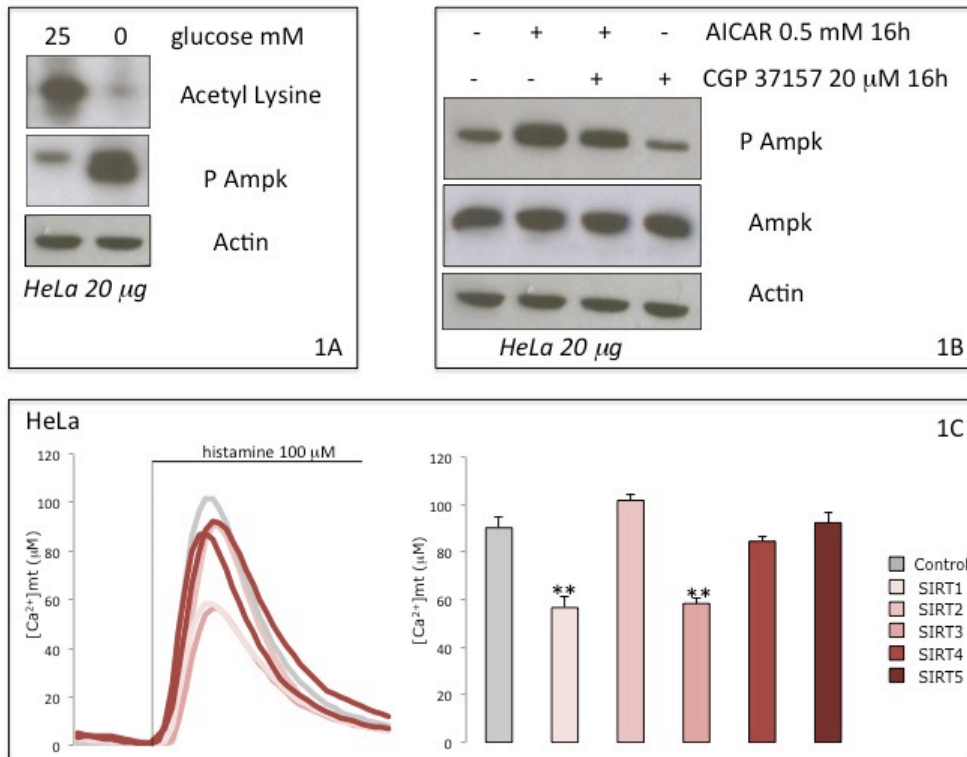 25 0 glucose mM
Acetyl Lysine
P Ampk
Actin
HeLa 20 μg
1A
- + + - AICAR 0.5 mM 16h
- - + + CGP 37157 20 μM 16h
P Ampk
Ampk
Actin
HeLa 20 μg
1B
HeLa
1C
histamine 100 μM
120
100
80
60
40
20
0
[Ca²⁺]mt (μM)
120
100
80
60
40
20
0
[Ca²⁺]mt (μM)
**
**
Control
SIRT1
SIRT2
SIRT3
SIRT4
SIRT5